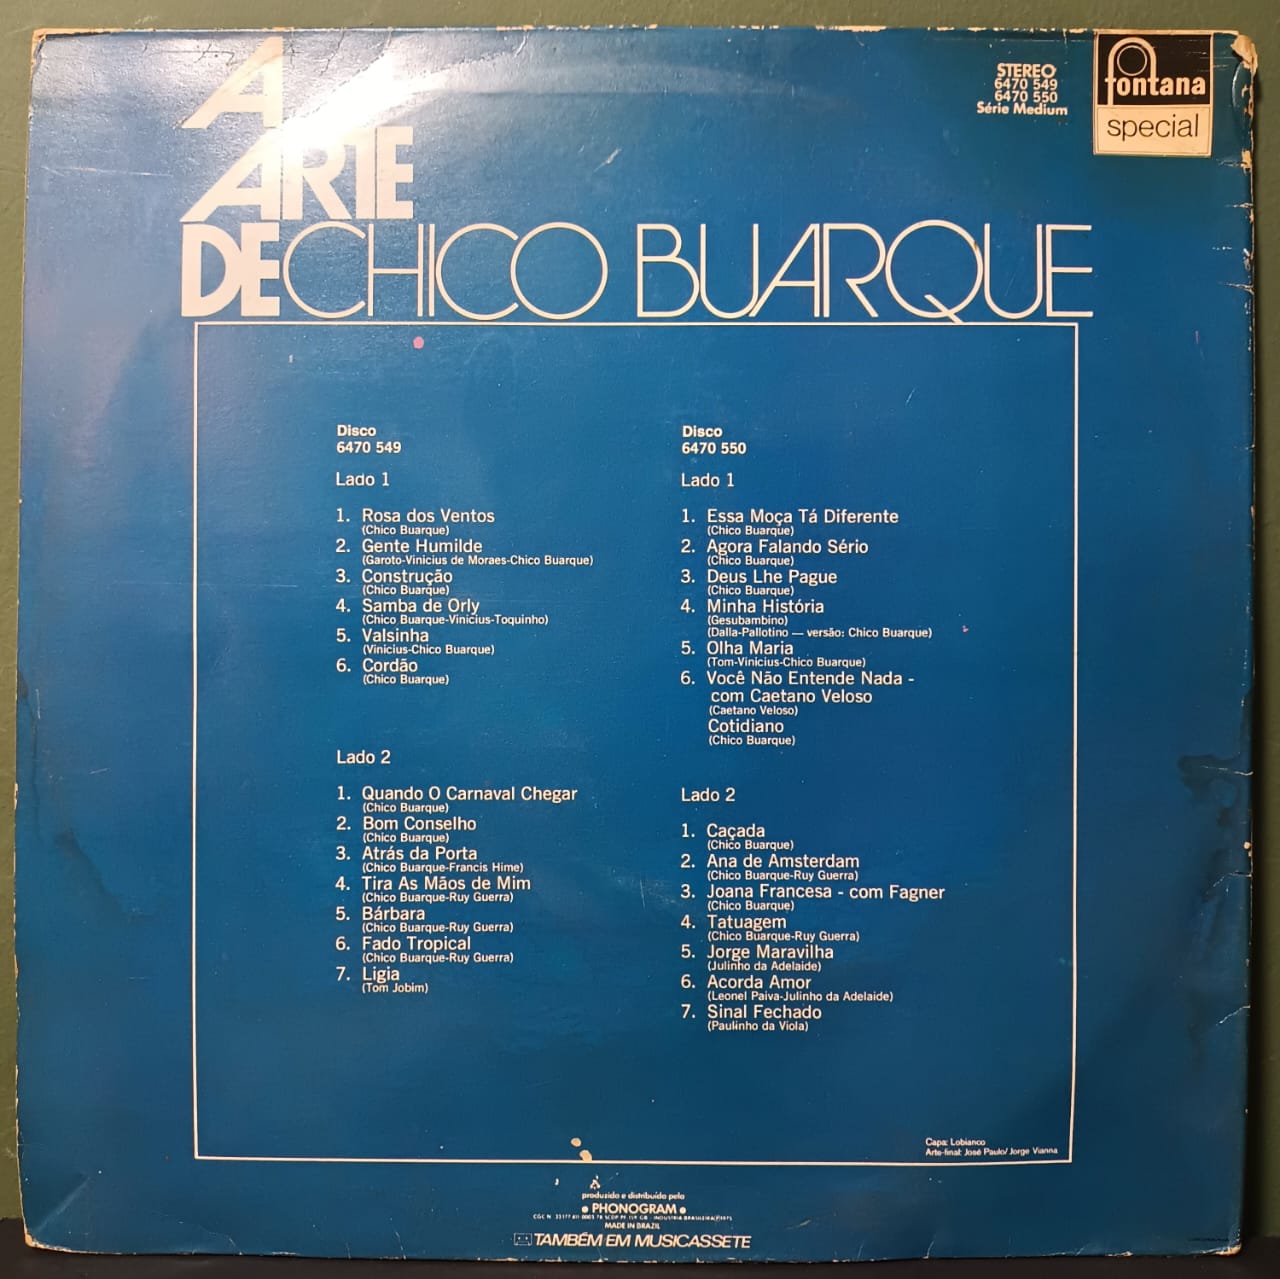 A
ARTE
DE CHICO BUARQUE
STEREO
6470 549
6470 550
Série Medium
fontana
special
Disco
6470 549
Lado 1
1. Rosa dos Ventos
(Chico Buarque)
2. Gente Humilde
(Garoto-Vinicius de Moraes-Chico Buarque)
3. Construção
(Chico Buarque)
4. Samba de Orly
(Chico Buarque-Vinicius-Toquinho)
5. Valsinha
(Vinicius-Chico Buarque)
6. Cordão
(Chico Buarque)
Lado 2
1. Quando O Carnaval Chegar
(Chico Buarque)
2. Bom Conselho
(Chico Buarque)
3. Atrás da Porta
(Chico Buarque-Francis Hime)
4. Tira As Mãos de Mim
(Chico Buarque-Ruy Guerra)
5. Bárbara
(Chico Buarque-Ruy Guerra)
6. Fado Tropical
(Chico Buarque-Ruy Guerra)
7. Ligia
(Tom Jobim)
Disco
6470 550
Lado 1
1. Essa Moça Tá Diferente
(Chico Buarque)
2. Agora Falando Sério
(Chico Buarque)
3. Deus Lhe Pague
(Chico Buarque)
4. Minha História
(Gesubambino)
(Dalla-Pallotino — versão: Chico Buarque)
5. Olha Maria
(Tom-Vinicius-Chico Buarque)
6. Você Não Entende Nada -
com Caetano Veloso
(Caetano Veloso)
Cotidiano
(Chico Buarque)
Lado 2
1. Caçada
(Chico Buarque)
2. Ana de Amsterdam
(Chico Buarque-Ruy Guerra)
3. Joana Francesa - com Fagner
(Chico Buarque)
4. Tatuagem
(Chico Buarque-Ruy Guerra)
5. Jorge Maravilha
(Julinho da Adelaide)
6. Acorda Amor
(Leonel Paiva-Julinho da Adelaide)
7. Sinal Fechado
(Paulinho da Viola)
Capa: Lobianco
Arte-final: José Paulo/Jorge Vianna
produzido e distribuído pela
• PHONOGRAM •
INDUSTRIA BRASILEIRA ℗ 1975
MADE IN BRAZIL
TAMBÉM EM MUSICASSETE